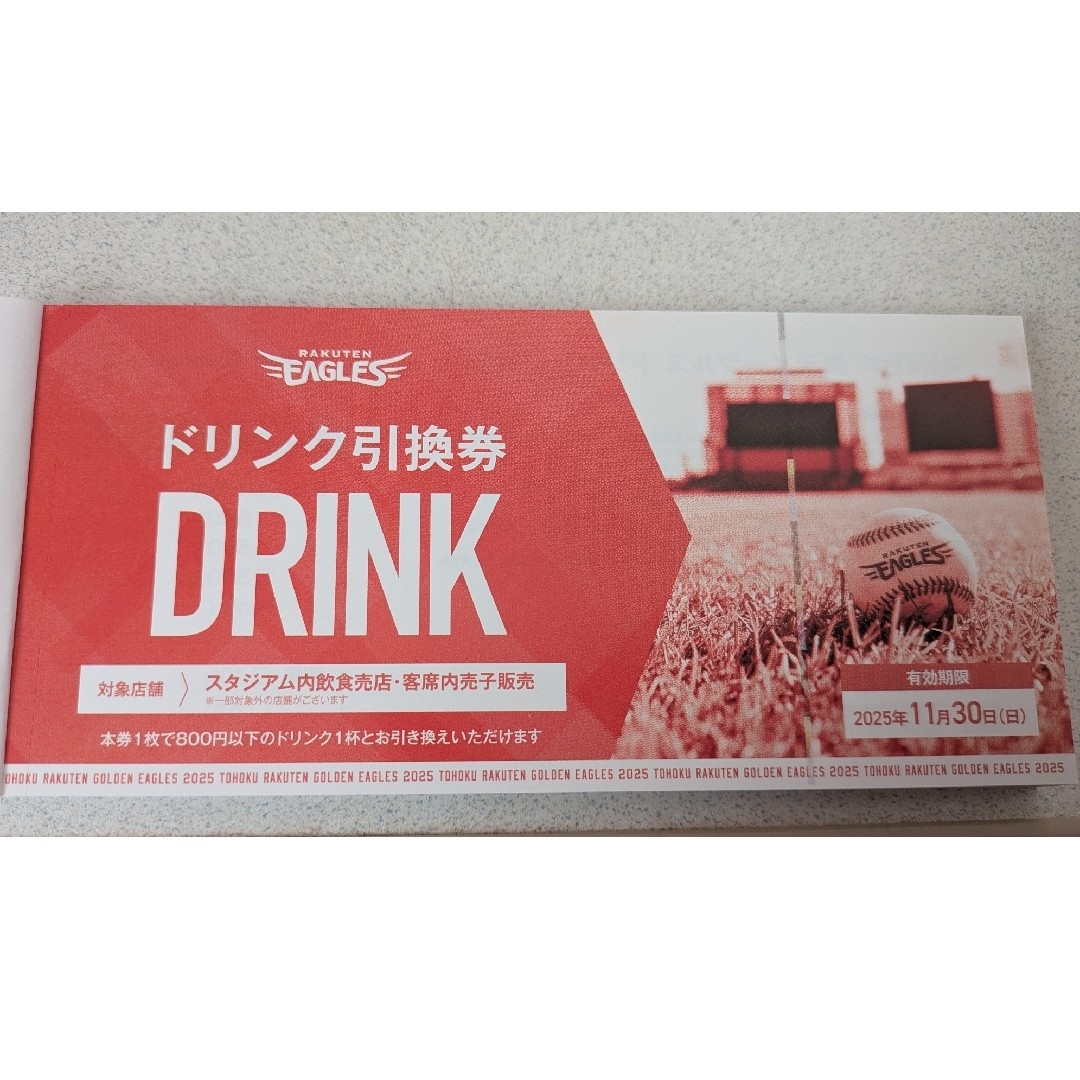 RAKUTEN
EAGLES
ドリンク引換券
DRINK
対象店舗
スタジアム内飲食売店・客席内売子販売
※一部対象外の店舗がございます
本券1枚で800円以下のドリンク1杯とお引き換えいただけます
RAKUTEN
EAGLES
有効期限
2025年11月30日(日)
TOHOKU RAKUTEN GOLDEN EAGLES 2025 TOHOKU RAKUTEN GOLDEN EAGLES 2025 TOHOKU RAKUTEN GOLDEN EAGLES 2025 TOHOKU RAKUTEN GOLDEN EAGLES 2025 TOHOKU RAKUTEN GOLDEN EAGLES 2025